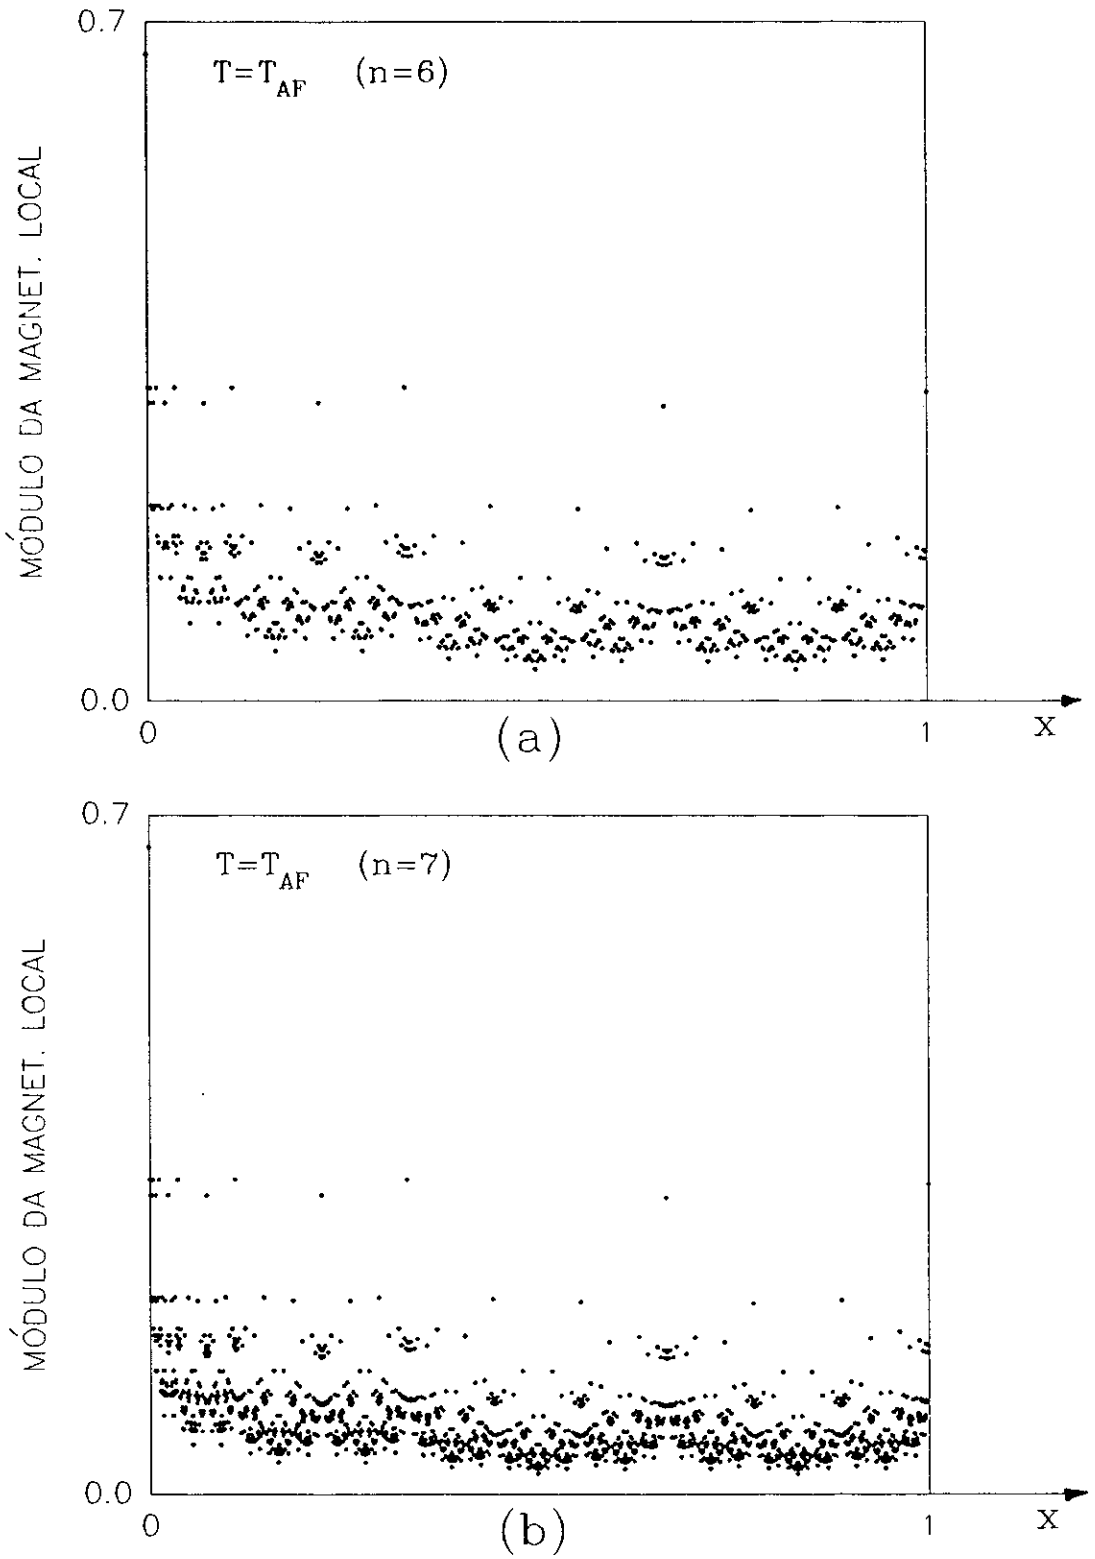 0.7
T=T_AF (n=6)
MÓDULO DA MAGNET. LOCAL
0.0
0
1
X
(a)
0.7
T=T_AF (n=7)
MÓDULO DA MAGNET. LOCAL
0.0
0
1
X
(b)